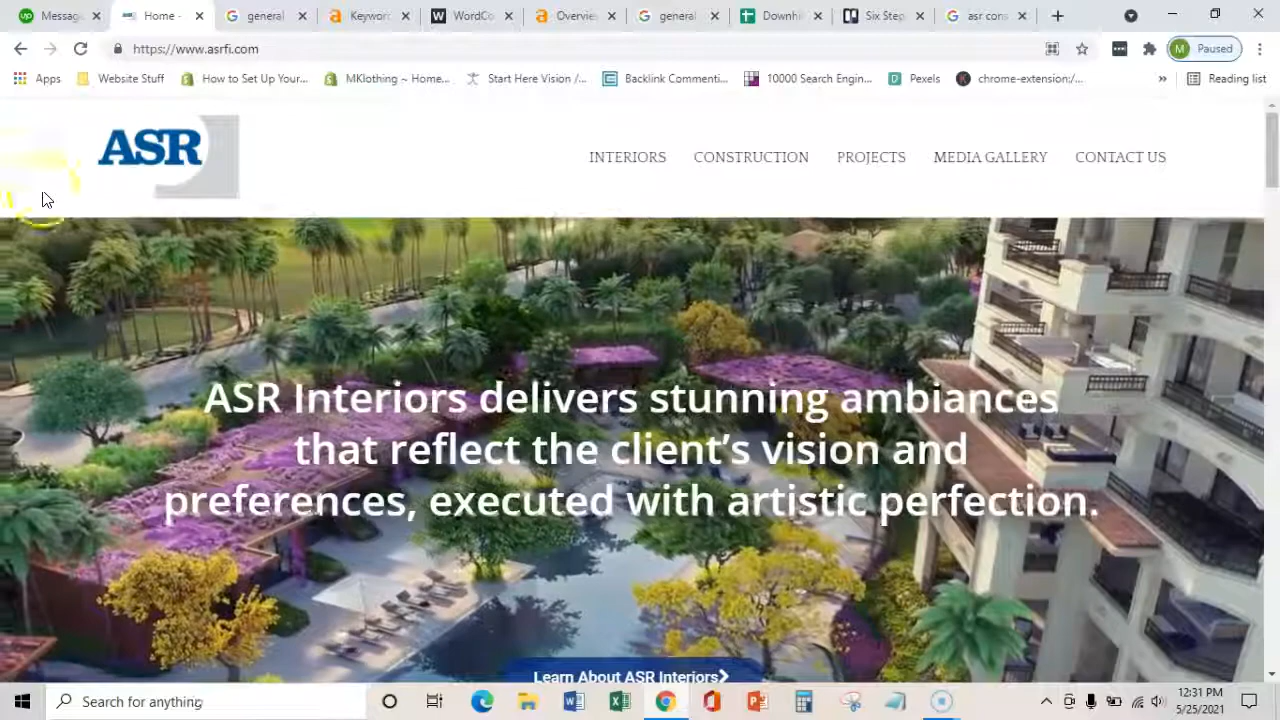 Messag Home - general Keywor WordCo Overvie general Downhi Six Step asr cons
https://www.asrfi.com M Paused
Apps Website Stuff How to Set Up Your... MKlothing ~ Home... Start Here Vision /... Backlink Commenti... 10000 Search Engin... Pexels chrome-extension:/... » Reading list
ASR INTERIORS CONSTRUCTION PROJECTS MEDIA GALLERY CONTACT US
ASR Interiors delivers stunning ambiances
that reflect the client’s vision and
preferences, executed with artistic perfection.
Learn About ASR Interiors
Search for anything
12:31 PM
5/25/2021